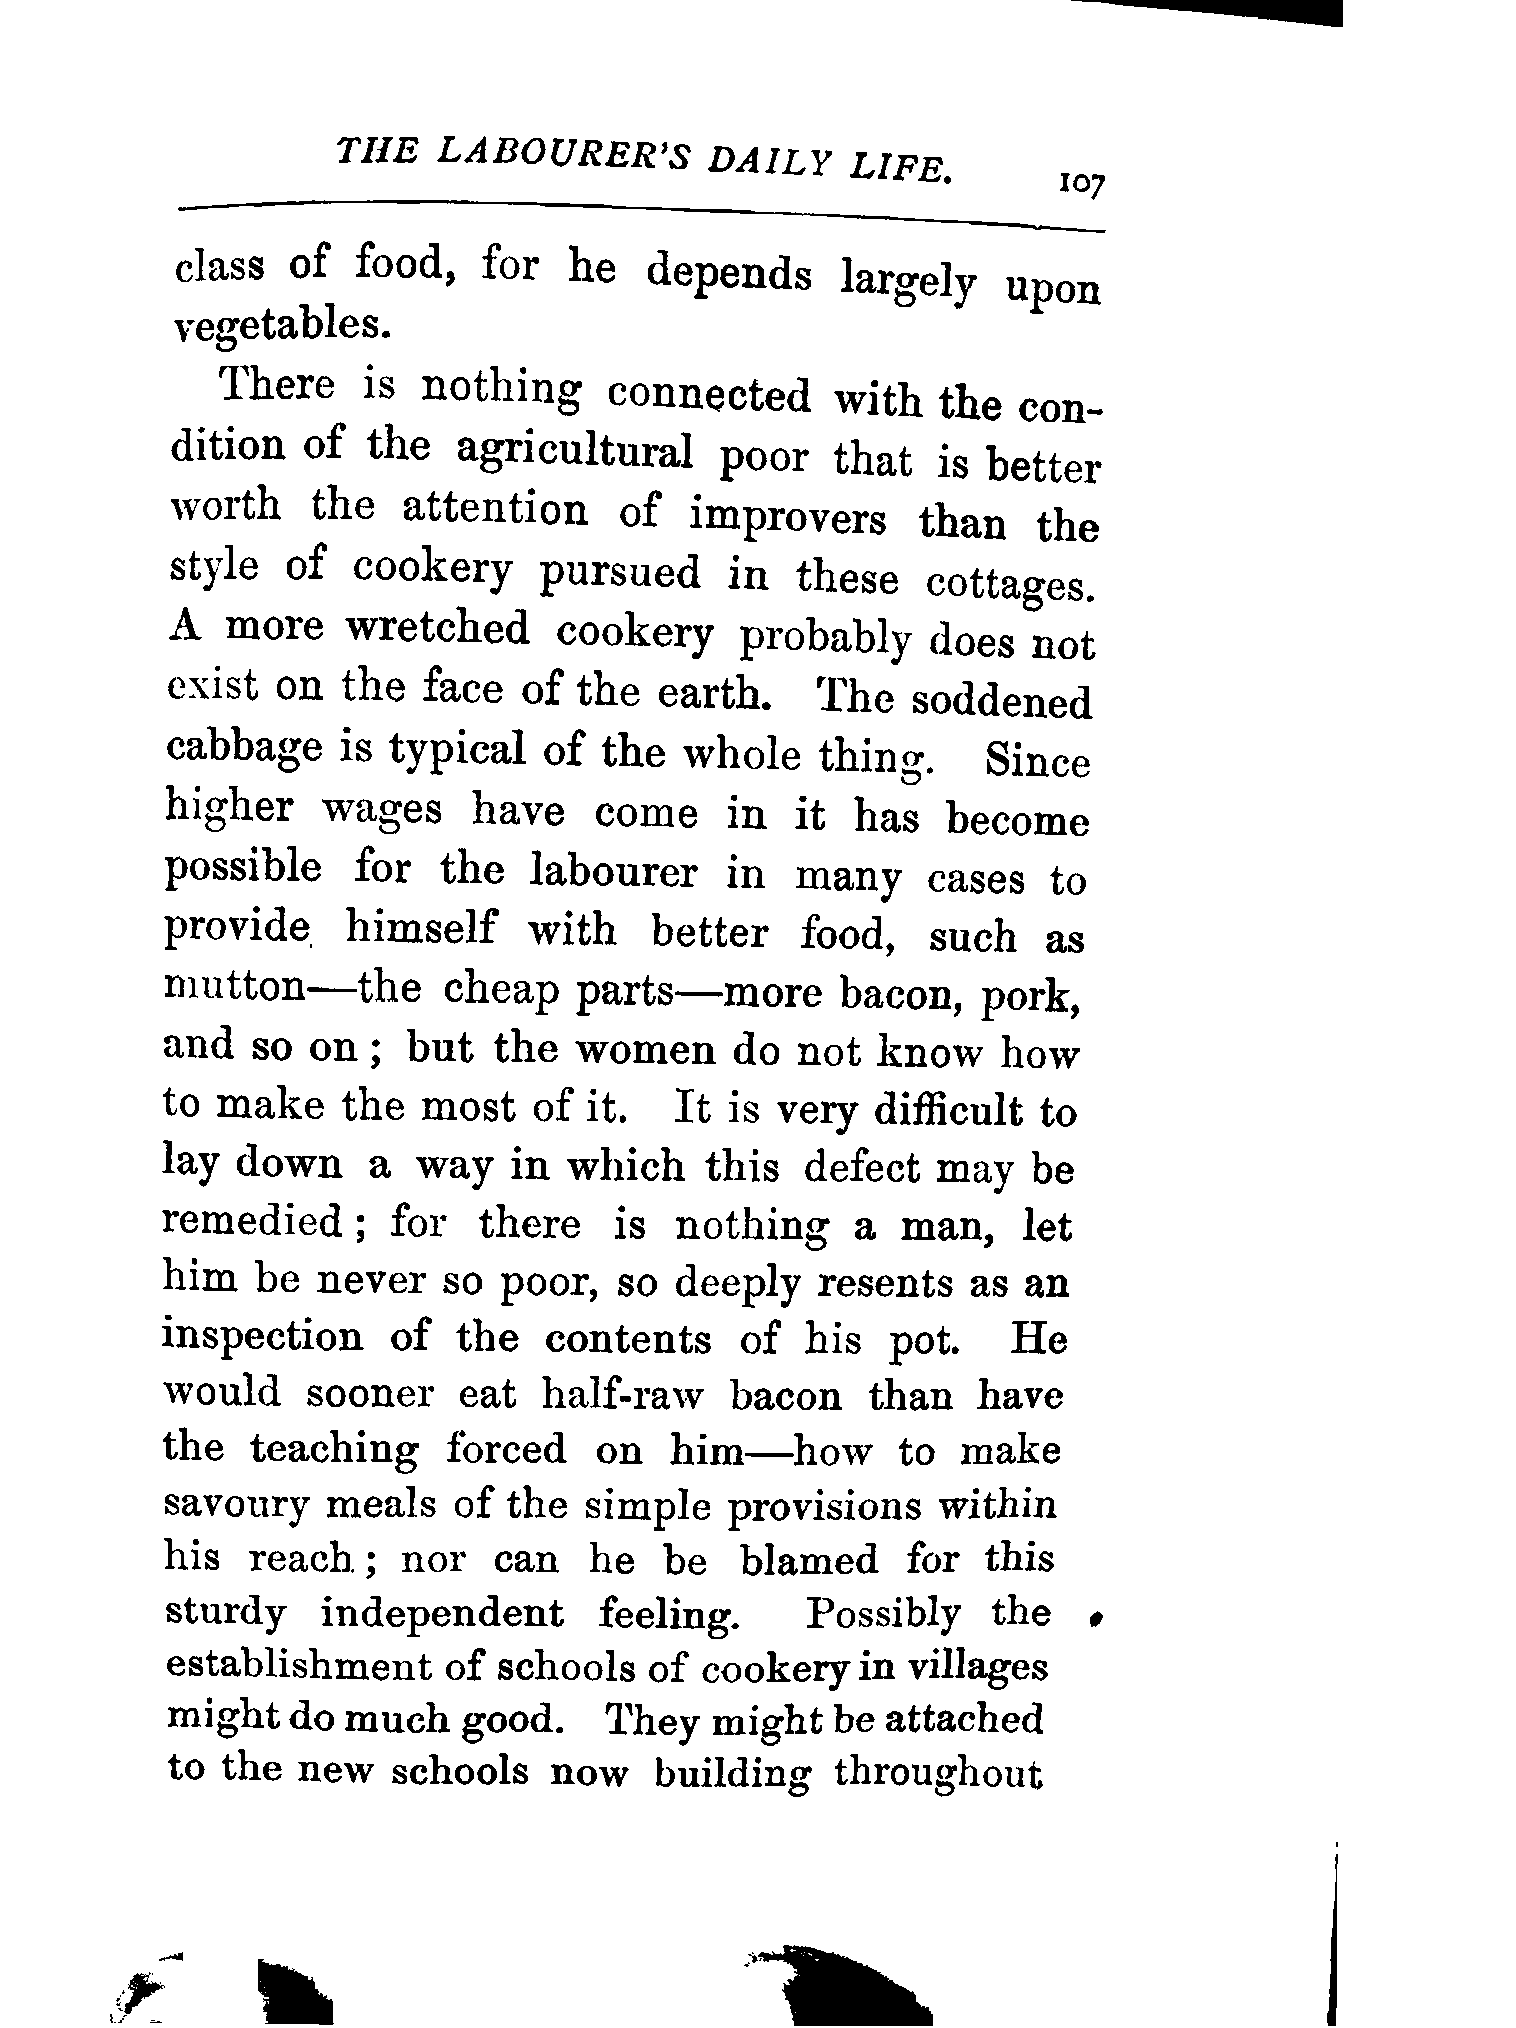 THE LABOURER'S DAILY LIFE. 107
class of food, for he depends largely upon
vegetables.
There is nothing connected with the con-
dition of the agricultural poor that is better
worth the attention of improvers than the
style of cookery pursued in these cottages.
A more wretched cookery probably does not
exist on the face of the earth. The soddened
cabbage is typical of the whole thing. Since
higher wages have come in it has become
possible for the labourer in many cases to
provide himself with better food, such as
mutton—the cheap parts—more bacon, pork,
and so on; but the women do not know how
to make the most of it. It is very difficult to
lay down a way in which this defect may be
remedied; for there is nothing a man, let
him be never so poor, so deeply resents as an
inspection of the contents of his pot. He
would sooner eat half-raw bacon than have
the teaching forced on him—how to make
savoury meals of the simple provisions within
his reach; nor can he be blamed for this
sturdy independent feeling. Possibly the
establishment of schools of cookery in villages
might do much good. They might be attached
to the new schools now building throughout